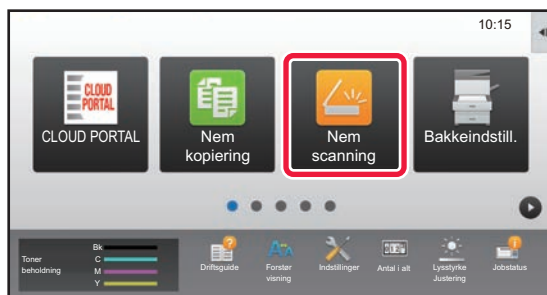 10:15
CLOUD
PORTAL
CLOUD PORTAL
Nem
kopiering
Nem
scanning
Bakkeindstill.
Toner
beholdning
Bk
C
M
Y
Driftsguide
Forstør
visning
Indstillinger
Antal i alt
Lysstyrke
Justering
Jobstatus